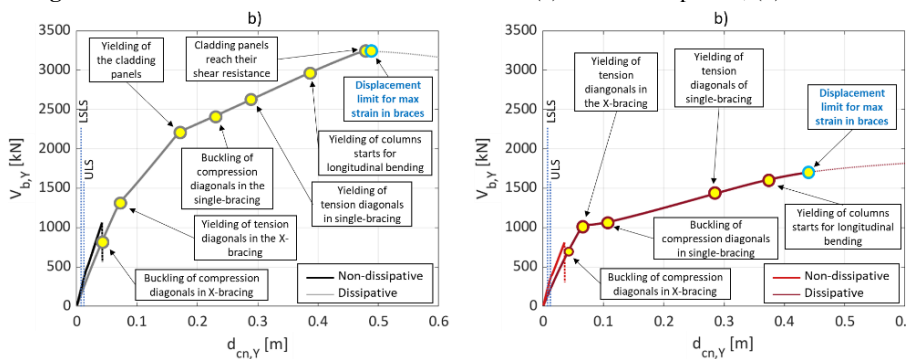 b)
3500
3000
2500
2000
1500
1000
500
0
V_b,Y [kN]
LSLS
ULS
Yielding of
the cladding
panels
Cladding panels
reach their
shear resistance
Displacement
limit for max
strain in braces
Buckling of
compression
diagonals in the
single-bracing
Yielding of columns
starts for
longitudinal bending
Yielding of
tension diagonals
in single-bracing
Yielding of tension
diagonals in the X-
bracing
Buckling of compression
diagonals in X-bracing
Non-dissipative
Dissipative
0 0.1 0.2 0.3 0.4 0.5 0.6
d_cn,Y [m]
b)
3500
3000
2500
2000
1500
1000
500
0
V_b,Y [kN]
LSLS
ULS
Yielding of
tension
diangonals in
the X-bracing
Yielding of
tension
diagonals of
single-bracing
Displacement
limit for max
strain in braces
Buckling of
compression
diagonals in
single-bracing
Yielding of columns
starts for longitudinal
bending
Buckling of compression
diagonals in X-bracing
Non-dissipative
Dissipative
0 0.1 0.2 0.3 0.4 0.5 0.6
d_cn,Y [m]